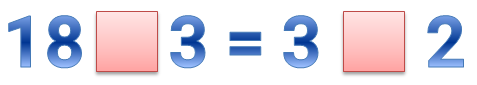 18 □ 3 = 3 □ 2